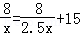 8/x = 8/2.5x + 15